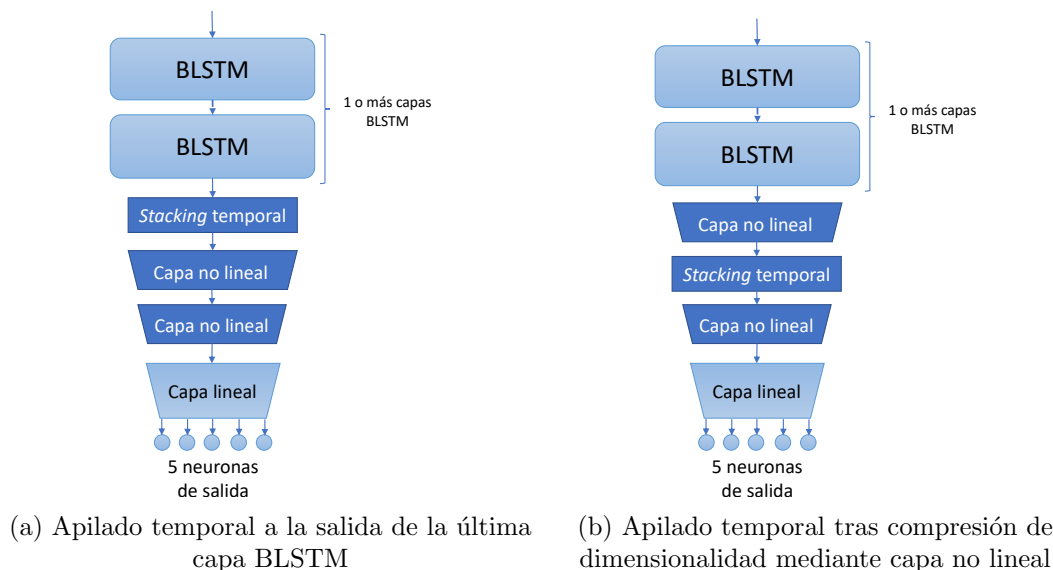 BLSTM
BLSTM
1 o más capas
BLSTM
Stacking temporal
Capa no lineal
Capa no lineal
Capa lineal
5 neuronas
de salida
(a) Apilado temporal a la salida de la última
capa BLSTM
BLSTM
BLSTM
1 o más capas
BLSTM
Capa no lineal
Stacking temporal
Capa no lineal
Capa lineal
5 neuronas
de salida
(b) Apilado temporal tras compresión de
dimensionalidad mediante capa no lineal